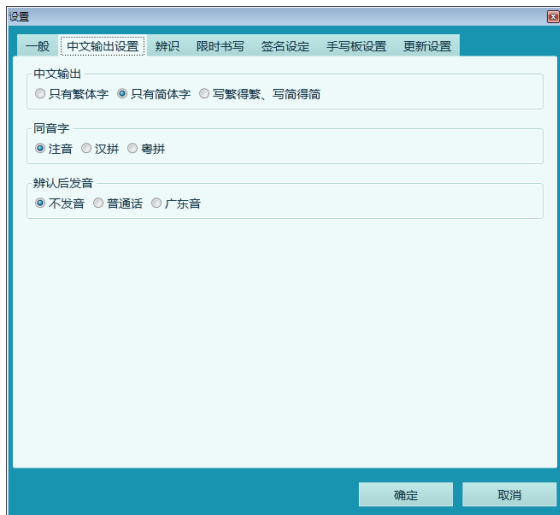 设置
一般 中文输出设置 辨识 限时书写 签名设定 手写板设置 更新设置
中文输出
只有繁体字 只有简体字 写繁得繁、写简得简
同音字
注音 汉拼 粤拼
辨认后发音
不发音 普通话 广东音
确定 取消